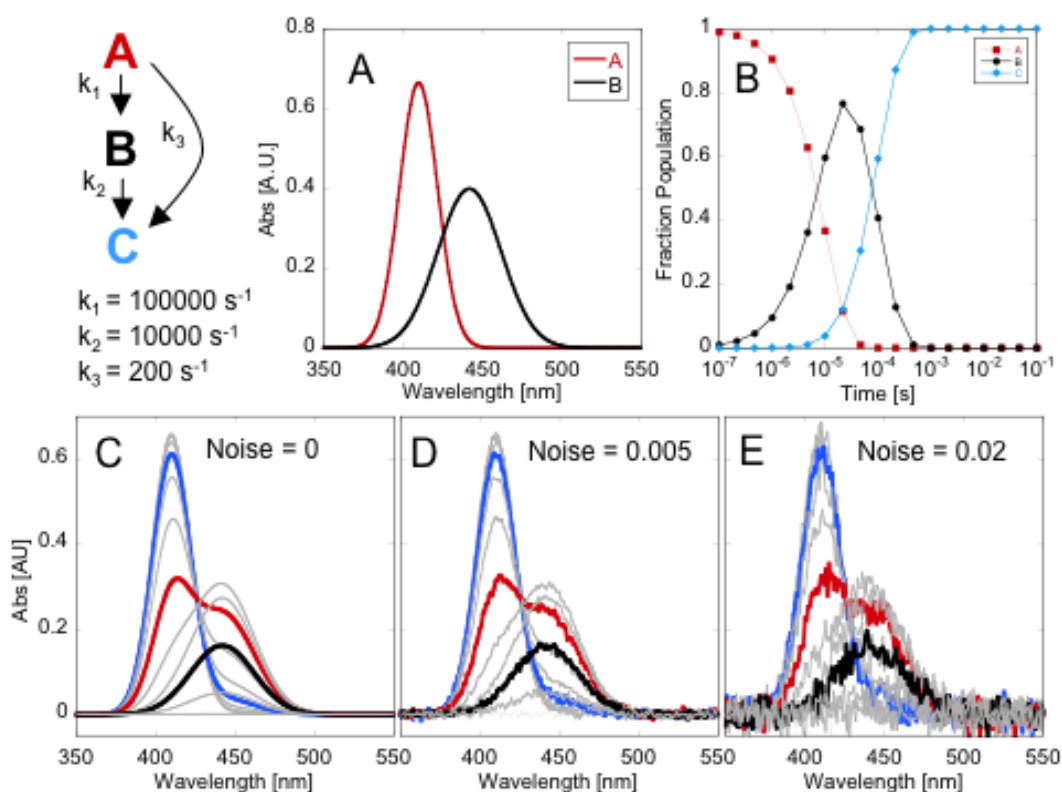 A
k1
B
k3
k2
C
k1 = 100000 s-1
k2 = 10000 s-1
k3 = 200 s-1
A
A
B
0.8
0.6
0.4
0.2
0
Abs [A.U.]
350 400 450 500 550
Wavelength [nm]
B
A
B
C
1
0.8
0.6
0.4
0.2
0
Fraction Population
10-7 10-6 10-5 10-4 10-3 10-2 10-1
Time [s]
C
Noise = 0
0.6
0.4
0.2
0
Abs [AU]
350 400 450 500 550
Wavelength [nm]
D
Noise = 0.005
400 450 500 550
Wavelength [nm]
E
Noise = 0.02
400 450 500 550
Wavelength [nm]